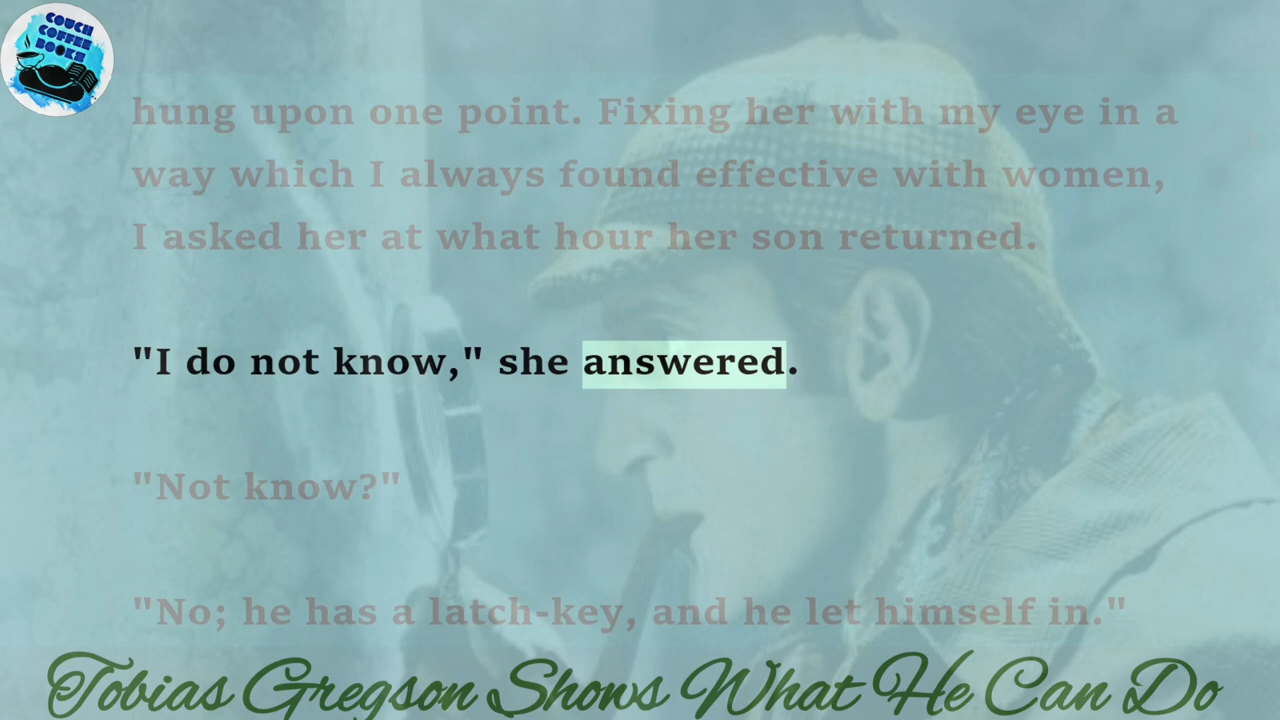 COUCH
COFFEE
BOOKS
hung upon one point. Fixing her with my eye in a
way which I always found effective with women,
I asked her at what hour her son returned.
"I do not know," she answered.
"Not know?"
"No; he has a latch-key, and he let himself in."
Tobias Gregson Shows What He Can Do